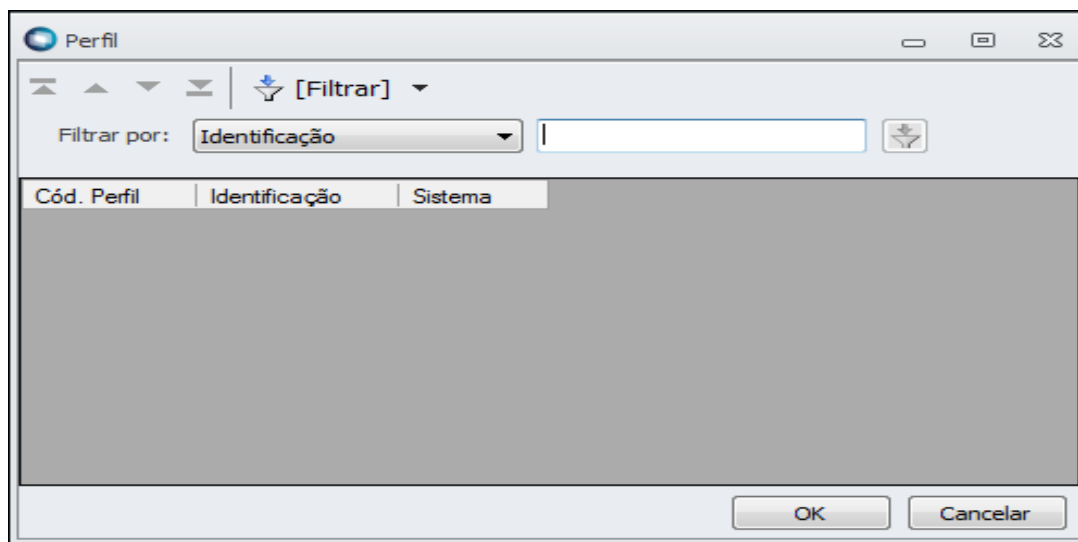 Perfil
[Filtrar]
Filtrar por: Identificação
Cód. Perfil Identificação Sistema
OK Cancelar